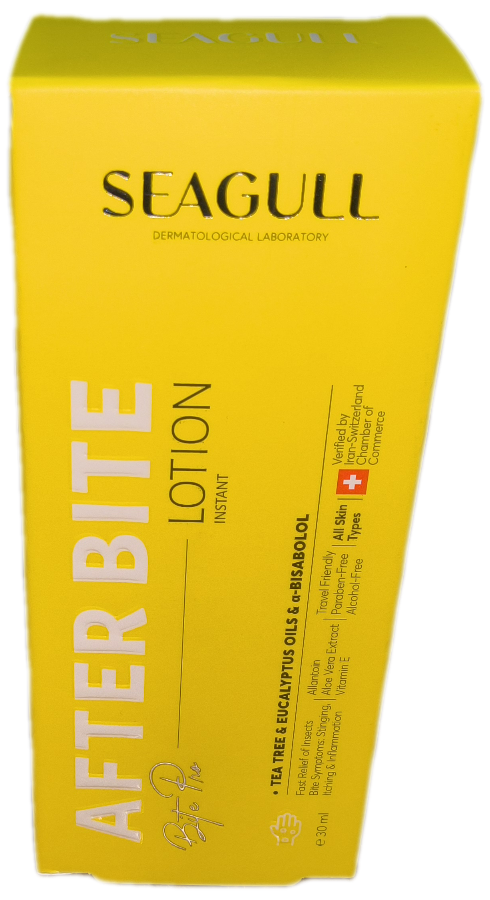 SEAGULL
SEAGULL
DERMATOLOGICAL LABORATORY
AFTER BITE
LOTION
INSTANT
Bite Pro
• TEA TREE & EUCALYPTUS OILS & α-BISABOLOL
Fast Relief of Insects
Bite Symptoms: Stinging,
Itching & Inflammation
Allantoin
Aloe Vera Extract
Vitamin E
Travel Friendly
Paraben-Free
Alcohol-Free
All Skin
Types
Verified by
Iran-Switzerland
Chamber of
Commerce
e 30 ml